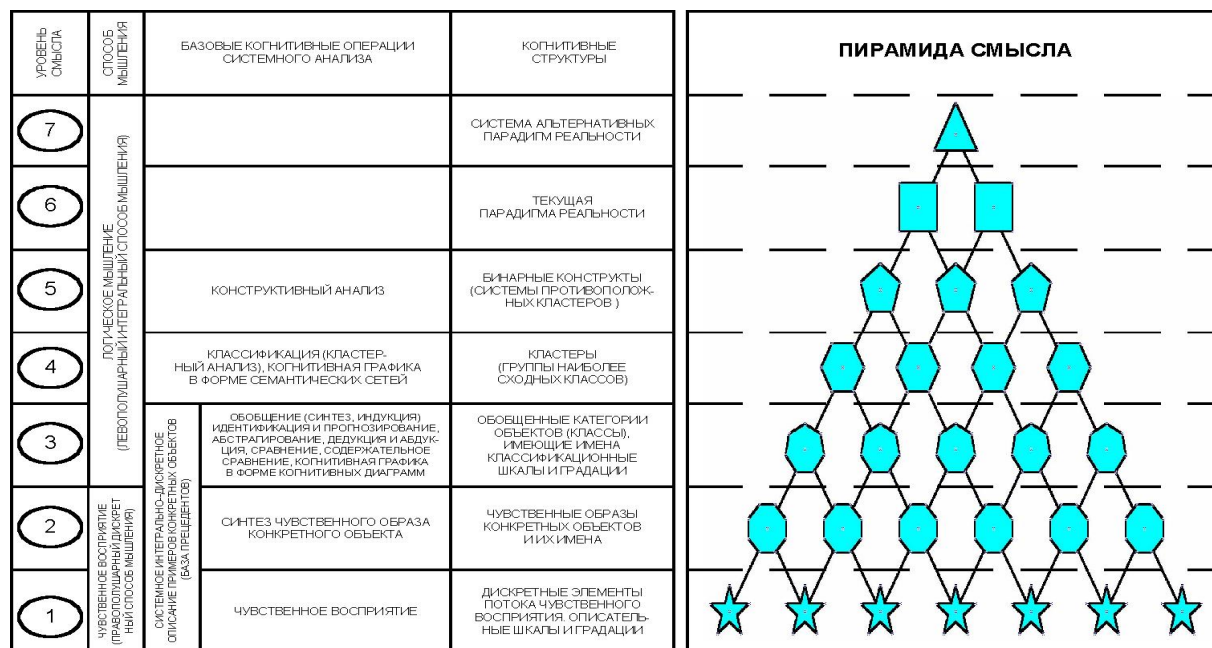 УРОВЕНЬ
СМЫСЛА
СПОСОБ
МЫШЛЕНИЯ
БАЗОВЫЕ КОГНИТИВНЫЕ ОПЕРАЦИИ
СИСТЕМНОГО АНАЛИЗА
КОГНИТИВНЫЕ
СТРУКТУРЫ
ПИРАМИДА СМЫСЛА
ЛОГИЧЕСКОЕ МЫШЛЕНИЕ
(ЛЕВОПОЛУШАРНЫЙ ИНТЕГРАЛЬНЫЙ СПОСОБ МЫШЛЕНИЯ)
7
СИСТЕМА АЛЬТЕРНАТИВНЫХ
ПАРАДИГМ РЕАЛЬНОСТИ
6
ТЕКУЩАЯ
ПАРАДИГМА РЕАЛЬНОСТИ
5
КОНСТРУКТИВНЫЙ АНАЛИЗ
БИНАРНЫЕ КОНСТРУКТЫ
(СИСТЕМЫ ПРОТИВОПОЛОЖ-
НЫХ КЛАСТЕРОВ )
4
КЛАССИФИКАЦИЯ (КЛАСТЕР-
НЫЙ АНАЛИЗ), КОГНИТИВНАЯ ГРАФИКА
В ФОРМЕ СЕМАНТИЧЕСКИХ СЕТЕЙ
КЛАСТЕРЫ
(ГРУППЫ НАИБОЛЕЕ
СХОДНЫХ КЛАССОВ)
СИСТЕМНОЕ ИНТЕГРАЛЬНО-ДИСКРЕТНОЕ
ОПИСАНИЕ ПРИМЕРОВ КОНКРЕТНЫХ ОБЪЕКТОВ
(БАЗА ПРЕЦЕДЕНТОВ)
3
ОБОБЩЕНИЕ (СИНТЕЗ, ИНДУКЦИЯ)
ИДЕНТИФИКАЦИЯ И ПРОГНОЗИРОВАНИЕ,
АБСТРАГИРОВАНИЕ, ДЕДУКЦИЯ И АБДУК-
ЦИЯ, СРАВНЕНИЕ, СОДЕРЖАТЕЛЬНОЕ
СРАВНЕНИЕ, КОГНИТИВНАЯ ГРАФИКА
В ФОРМЕ КОГНИТИВНЫХ ДИАГРАММ
ОБОБЩЕННЫЕ КАТЕГОРИИ
ОБЪЕКТОВ (КЛАССЫ),
ИМЕЮЩИЕ ИМЕНА
КЛАССИФИКАЦИОННЫЕ
ШКАЛЫ И ГРАДАЦИИ
ЧУВСТВЕННОЕ ВОСПРИЯТИЕ
(ПРАВОПОЛУШАРНЫЙ ДИСКРЕТ
НЫЙ СПОСОБ МЫШЛЕНИЯ)
2
СИНТЕЗ ЧУВСТВЕННОГО ОБРАЗА
КОНКРЕТНОГО ОБЪЕКТА
ЧУВСТВЕННЫЕ ОБРАЗЫ
КОНКРЕТНЫХ ОБЪЕКТОВ
И ИХ ИМЕНА
1
ЧУВСТВЕННОЕ ВОСПРИЯТИЕ
ДИСКРЕТНЫЕ ЭЛЕМЕНТЫ
ПОТОКА ЧУВСТВЕННОГО
ВОСПРИЯТИЯ. ОПИСАТЕЛЬ-
НЫЕ ШКАЛЫ И ГРАДАЦИИ